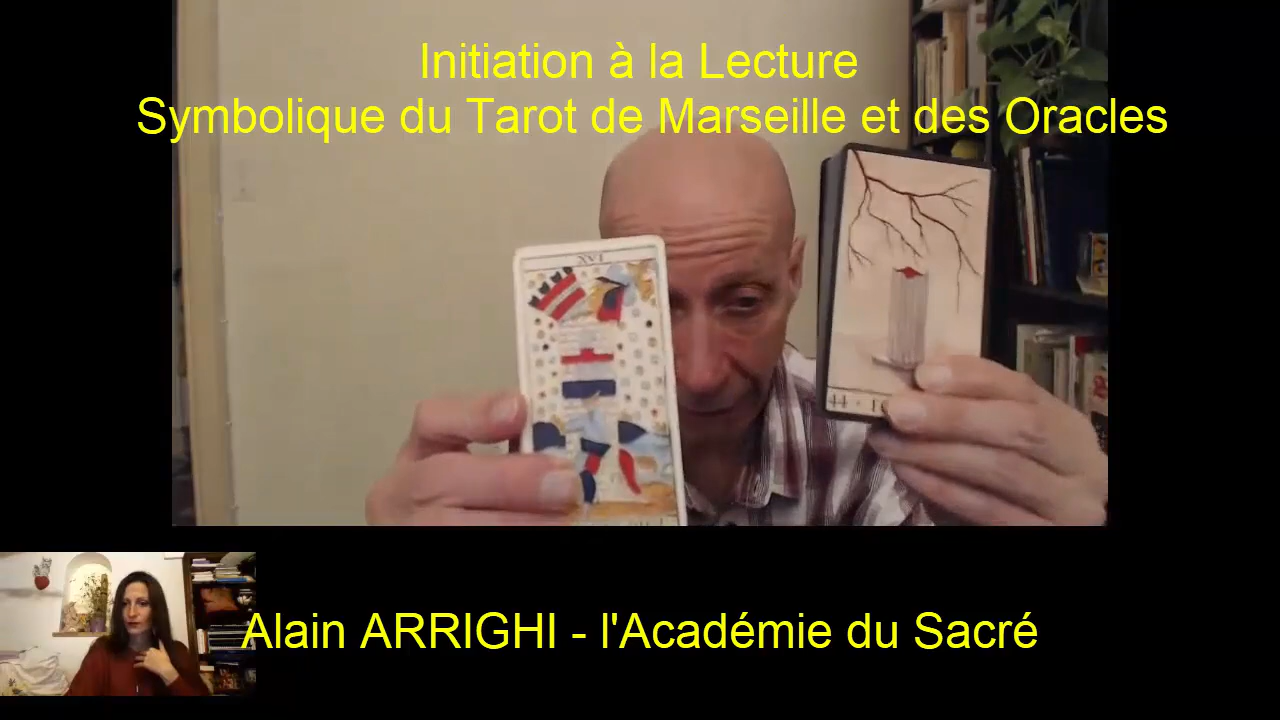 Initiation à la Lecture
Symbolique du Tarot de Marseille et des Oracles
XVI
Alain ARRIGHI - l'Académie du Sacré